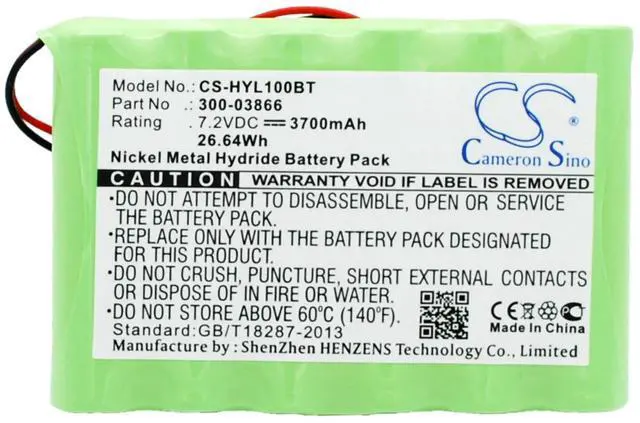 Model No.: CS-HYL100BT
Part No : 300-03866
Rating : 7.2VDC ⎓ 3700mAh
26.64Wh
Nickel Metal Hydride Battery Pack
CS
Cameron Sino
CAUTION WARRANTY VOID IF LABEL IS REMOVED
•DO NOT ATTEMPT TO DISASSEMBLE, OPEN OR SERVICE
THE BATTERY PACK.
•REPLACE ONLY WITH THE BATTERY PACK DESIGNATED FOR
THIS PRODUCT.
•DO NOT CRUSH, PUNCTURE, SHORT EXTERNAL CONTACTS
OR DISPOSE OF IN FIRE OR WATER.
•DO NOT STORE ABOVE 60°C (140°F).
Standard:GB/T18287-2013
CE
Made In China
Manufacture by : ShenZhen HENZENS Technology Co., Limited